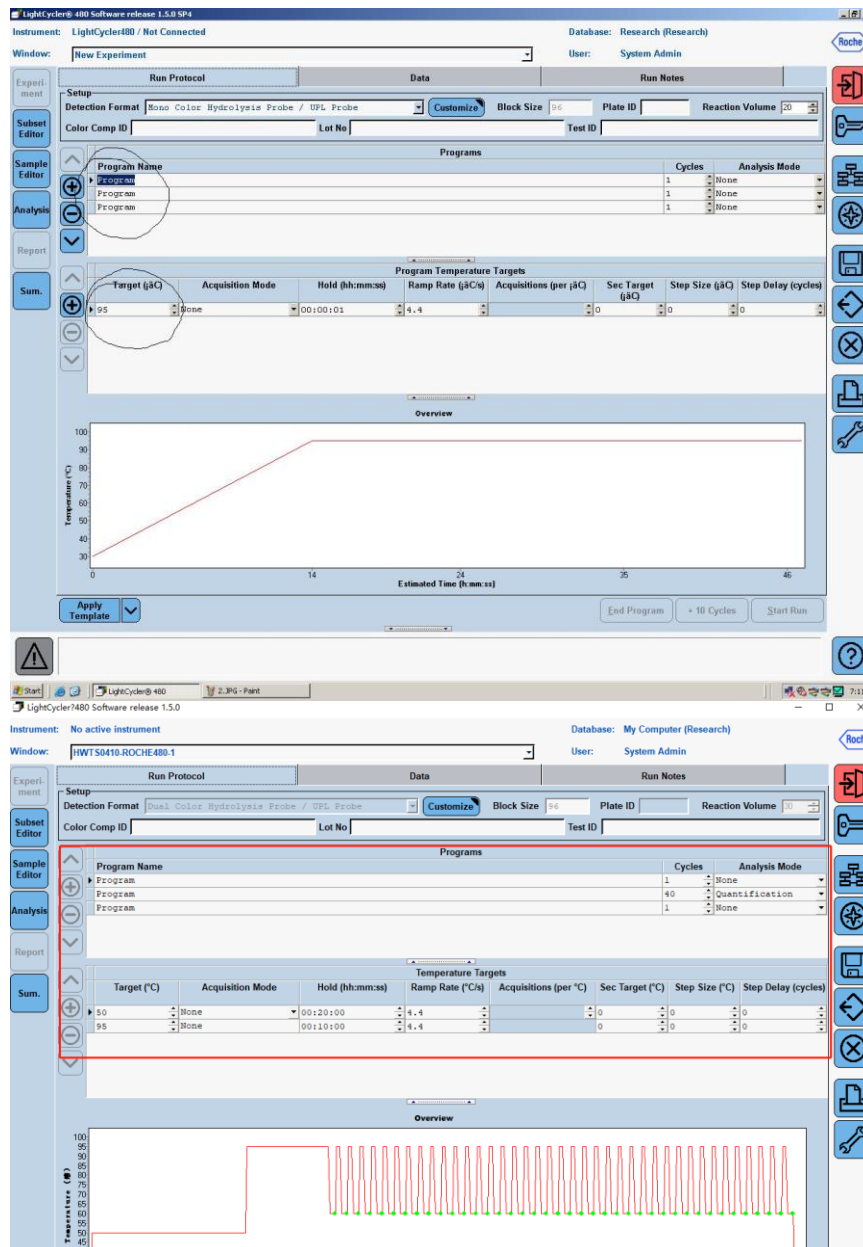 LightCycler® 480 Software release 1.5.0 SP4
Instrument: LightCycler480 / Not Connected Database: Research (Research)
Window: New Experiment User: System Admin
Roche
Run Protocol Data Run Notes
Experi-
ment
Setup
Detection Format Mono Color Hydrolysis Probe / UPL Probe Customize Block Size 96 Plate ID Reaction Volume 20
Color Comp ID Lot No Test ID
Subset
Editor
Programs
Sample
Editor
Program Name Cycles Analysis Mode
Program 1 None
Program 1 None
Program 1 None
Analysis
Report
Sum.
Program Temperature Targets
Target (¡ãC) Acquisition Mode Hold (hh:mm:ss) Ramp Rate (¡ãC/s) Acquisitions (per ¡ãC) Sec Target (¡ãC) Step Size (¡ãC) Step Delay (cycles)
95 None 00:00:01 4.4 0 0 0
Overview
100
90
80
70
60
50
40
30
Temperature (°C)
0 14 24 35 46
Estimated Time (h:mm:ss)
Apply
Template
End Program + 10 Cycles Start Run
Start LightCycler® 480 2.JPG - Paint 7:11
LightCycler?480 Software release 1.5.0
Instrument: No active instrument Database: My Computer (Research)
Window: HWTS0410-ROCHE480-1 User: System Admin
Roch
Run Protocol Data Run Notes
Experi-
ment
Setup
Detection Format Dual Color Hydrolysis Probe / UPL Probe Customize Block Size 96 Plate ID Reaction Volume 30
Color Comp ID Lot No Test ID
Subset
Editor
Programs
Sample
Editor
Program Name Cycles Analysis Mode
Program 1 None
Program 40 Quantification
Program 1 None
Analysis
Report
Sum.
Temperature Targets
Target (°C) Acquisition Mode Hold (hh:mm:ss) Ramp Rate (°C/s) Acquisitions (per °C) Sec Target (°C) Step Size (°C) Step Delay (cycles)
50 None 00:20:00 4.4 0 0 0
95 None 00:10:00 4.4 0 0 0
Overview
100
95
90
85
80
75
70
65
60
55
50
45
Temperature